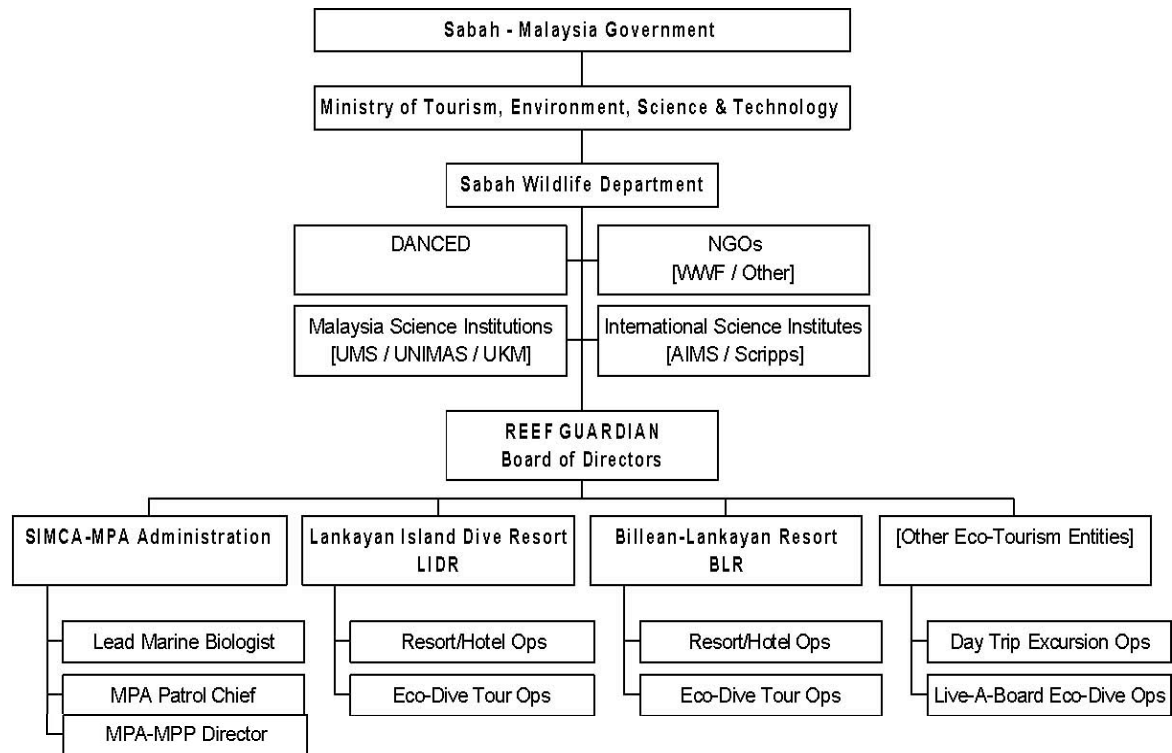 Sabah - Malaysia Government
Ministry of Tourism, Environment, Science & Technology
Sabah Wildlife Department
DANCED
NGOs
[WWF / Other]
Malaysia Science Institutions
[UMS / UNIMAS / UKM]
International Science Institutes
[AIMS / Scripps]
REEF GUARDIAN
Board of Directors
SIMCA-MPA Administration
Lankayan Island Dive Resort
LIDR
Billean-Lankayan Resort
BLR
[Other Eco-Tourism Entities]
Lead Marine Biologist
MPA Patrol Chief
MPA-MPP Director
Resort/Hotel Ops
Eco-Dive Tour Ops
Resort/Hotel Ops
Eco-Dive Tour Ops
Day Trip Excursion Ops
Live-A-Board Eco-Dive Ops